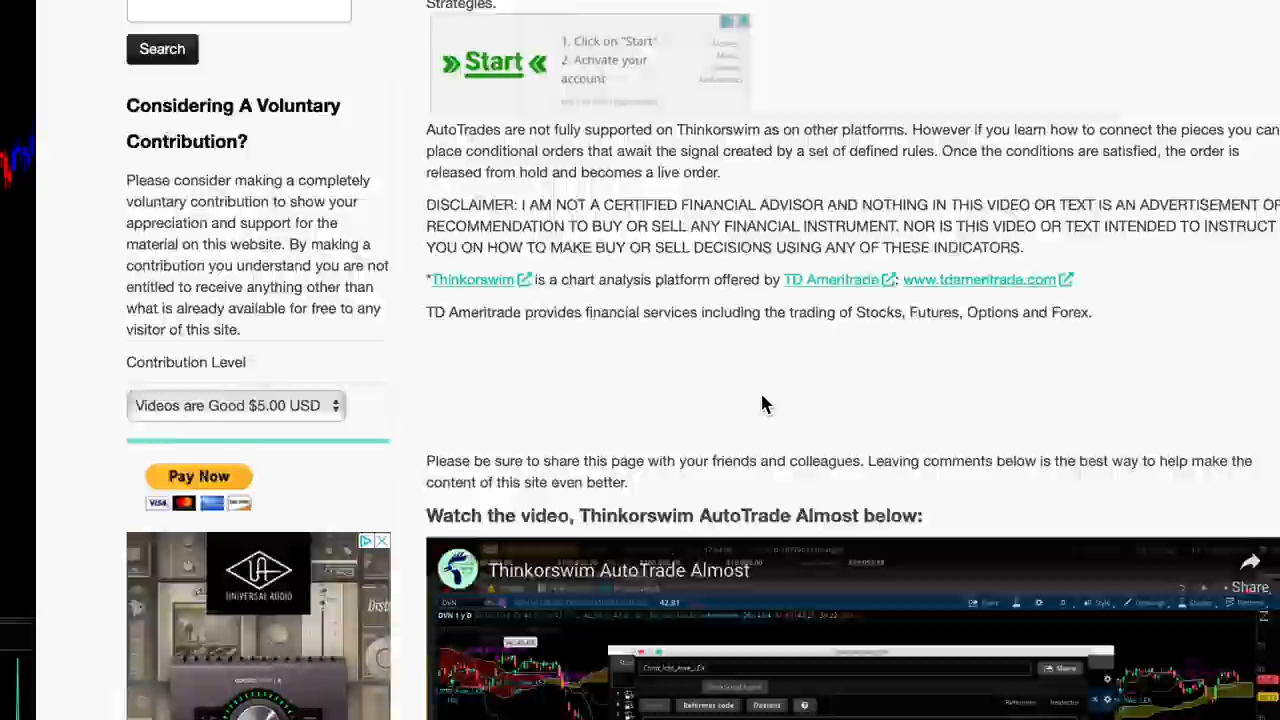 Strategies.
Search
» Start «
1. Click on "Start"
2. Activate your
account
Considering A Voluntary
Contribution?
Please consider making a completely
voluntary contribution to show your
appreciation and support for the
material on this website. By making a
contribution you understand you are not
entitled to receive anything other than
what is already available for free to any
visitor of this site.
Contribution Level
Videos are Good $5.00 USD
Pay Now
VISA
UNIVERSAL AUDIO
AutoTrades are not fully supported on Thinkorswim as on other platforms. However if you learn how to connect the pieces you can
place conditional orders that await the signal created by a set of defined rules. Once the conditions are satisfied, the order is
released from hold and becomes a live order.
DISCLAIMER: I AM NOT A CERTIFIED FINANCIAL ADVISOR AND NOTHING IN THIS VIDEO OR TEXT IS AN ADVERTISEMENT OF
RECOMMENDATION TO BUY OR SELL ANY FINANCIAL INSTRUMENT. NOR IS THIS VIDEO OR TEXT INTENDED TO INSTRUCT
YOU ON HOW TO MAKE BUY OR SELL DECISIONS USING ANY OF THESE INDICATORS.
*Thinkorswim is a chart analysis platform offered by TD Ameritrade: www.tdameritrade.com
TD Ameritrade provides financial services including the trading of Stocks, Futures, Options and Forex.
Please be sure to share this page with your friends and colleagues. Leaving comments below is the best way to help make the
content of this site even better.
Watch the video, Thinkorswim AutoTrade Almost below:
Thinkorswim AutoTrade Almost
Share
DVN
42.81
Share
DVN 1 y D
Share